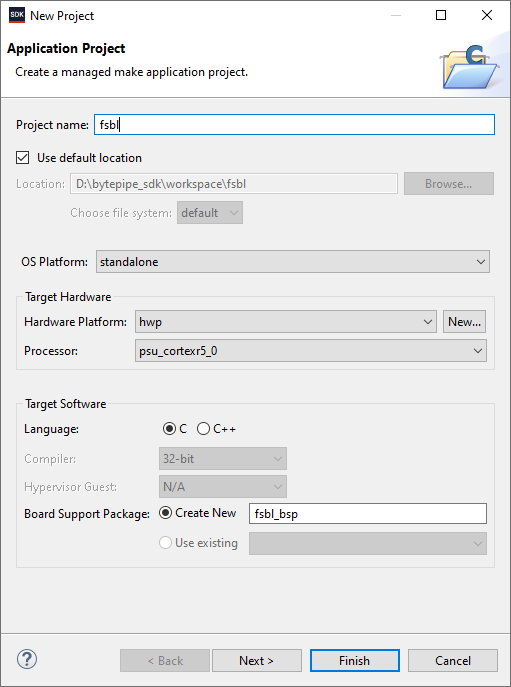 SDK New Project
Application Project
Create a managed make application project.
C
Project name: fsbl
Use default location
Location: D:\bytepipe_sdk\workspace\fsbl Browse...
Choose file system: default
OS Platform: standalone
Target Hardware
Hardware Platform: hwp New...
Processor: psu_cortexr5_0
Target Software
Language: C C++
Compiler: 32-bit
Hypervisor Guest: N/A
Board Support Package: Create New fsbl_bsp
Use existing
? < Back Next > Finish Cancel